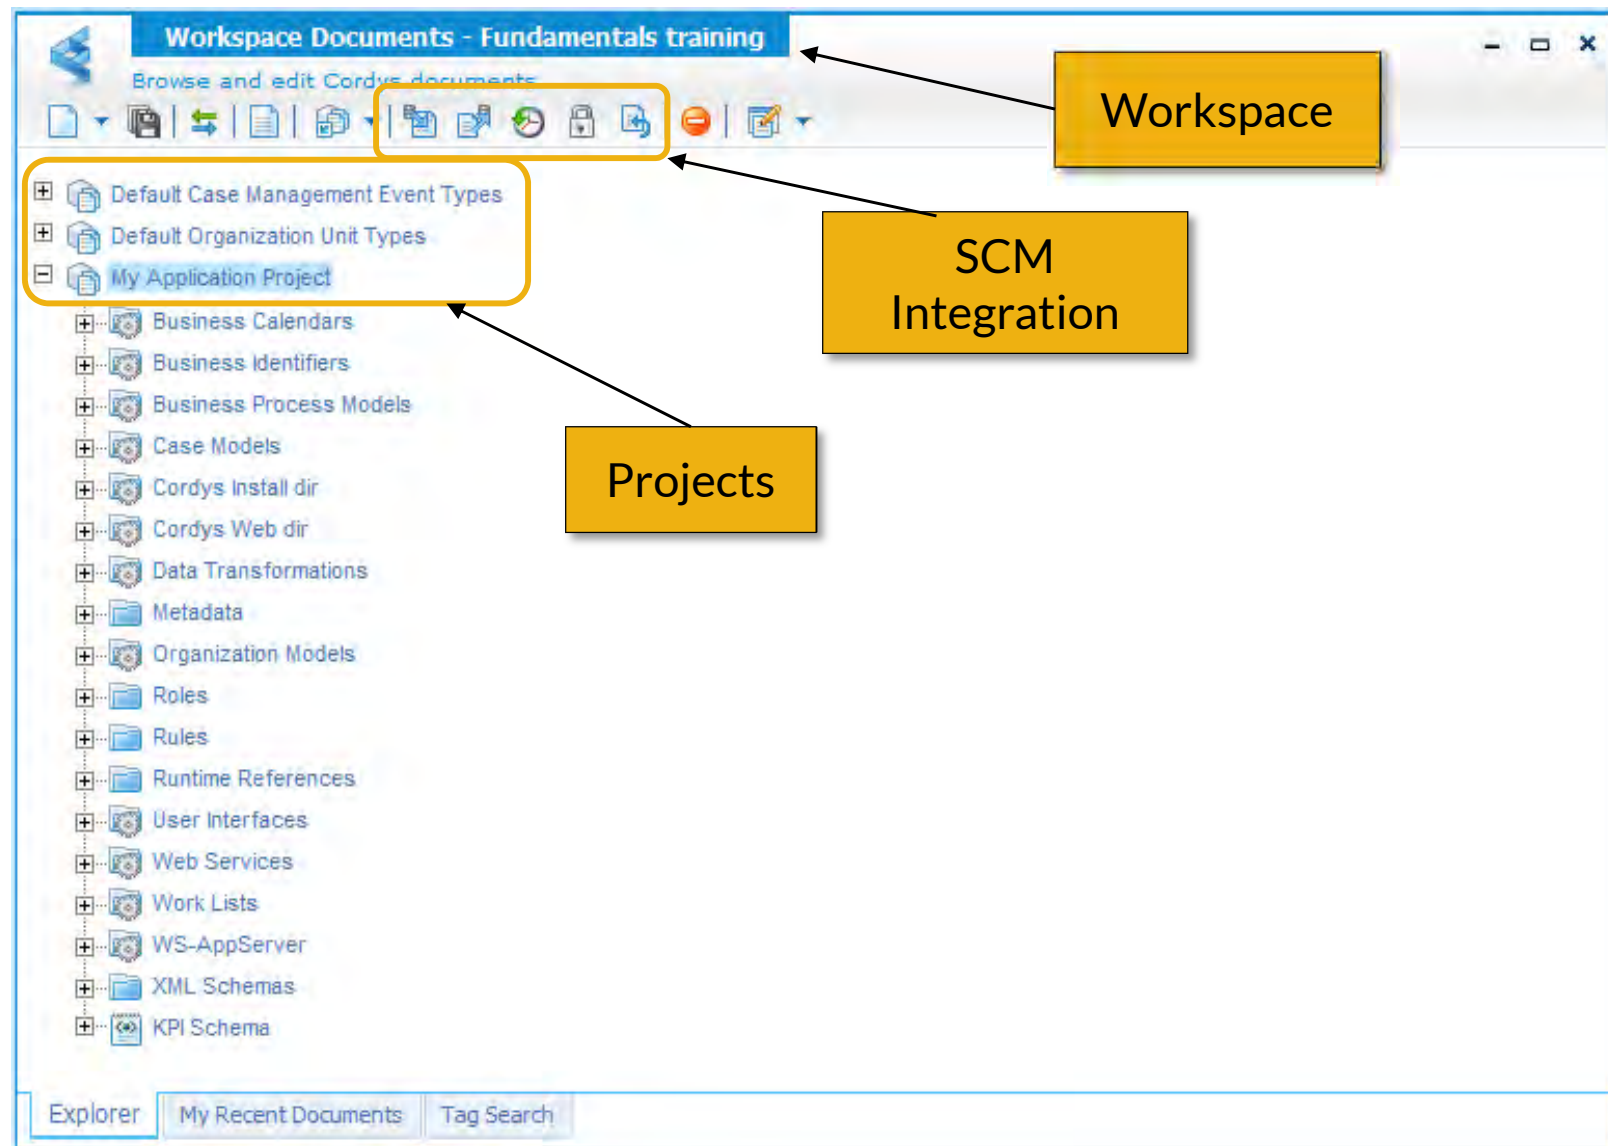 Workspace Documents - Fundamentals training
Browse and edit Cordys documents
Workspace
Default Case Management Event Types
Default Organization Unit Types
My Application Project
SCM
Integration
Business Calendars
Business Identifiers
Business Process Models
Case Models
Projects
Cordys Install dir
Cordys Web dir
Data Transformations
Metadata
Organization Models
Roles
Rules
Runtime References
User Interfaces
Web Services
Work Lists
WS-AppServer
XML Schemas
KPI Schema
Explorer
My Recent Documents
Tag Search